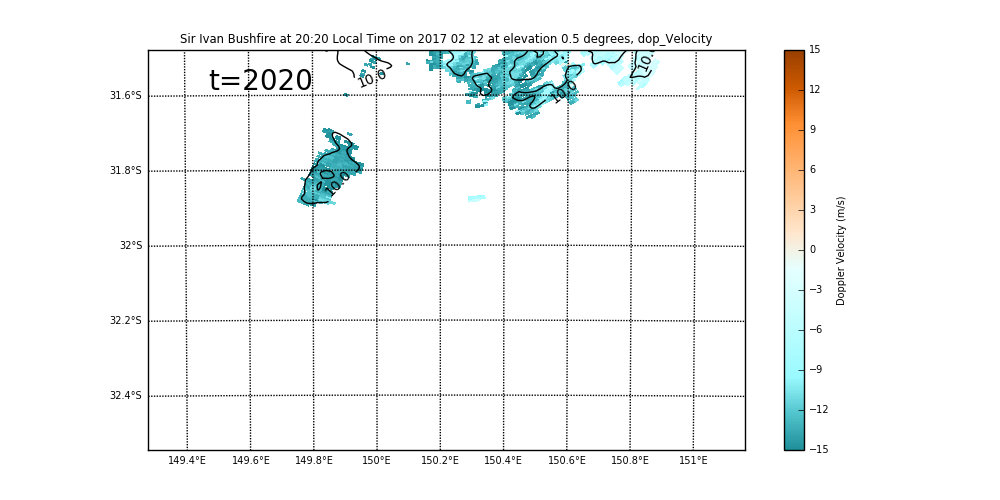 Sir Ivan Bushfire at 20:20 Local Time on 2017 02 12 at elevation 0.5 degrees, dop_Velocity
t=2020
10.0
10.0
10.
10.0
31.6°S
31.8°S
32°S
32.2°S
32.4°S
149.4°E 149.6°E 149.8°E 150°E 150.2°E 150.4°E 150.6°E 150.8°E 151°E
15
12
9
6
3
0
−3
−6
−9
−12
−15
Doppler Velocity (m/s)